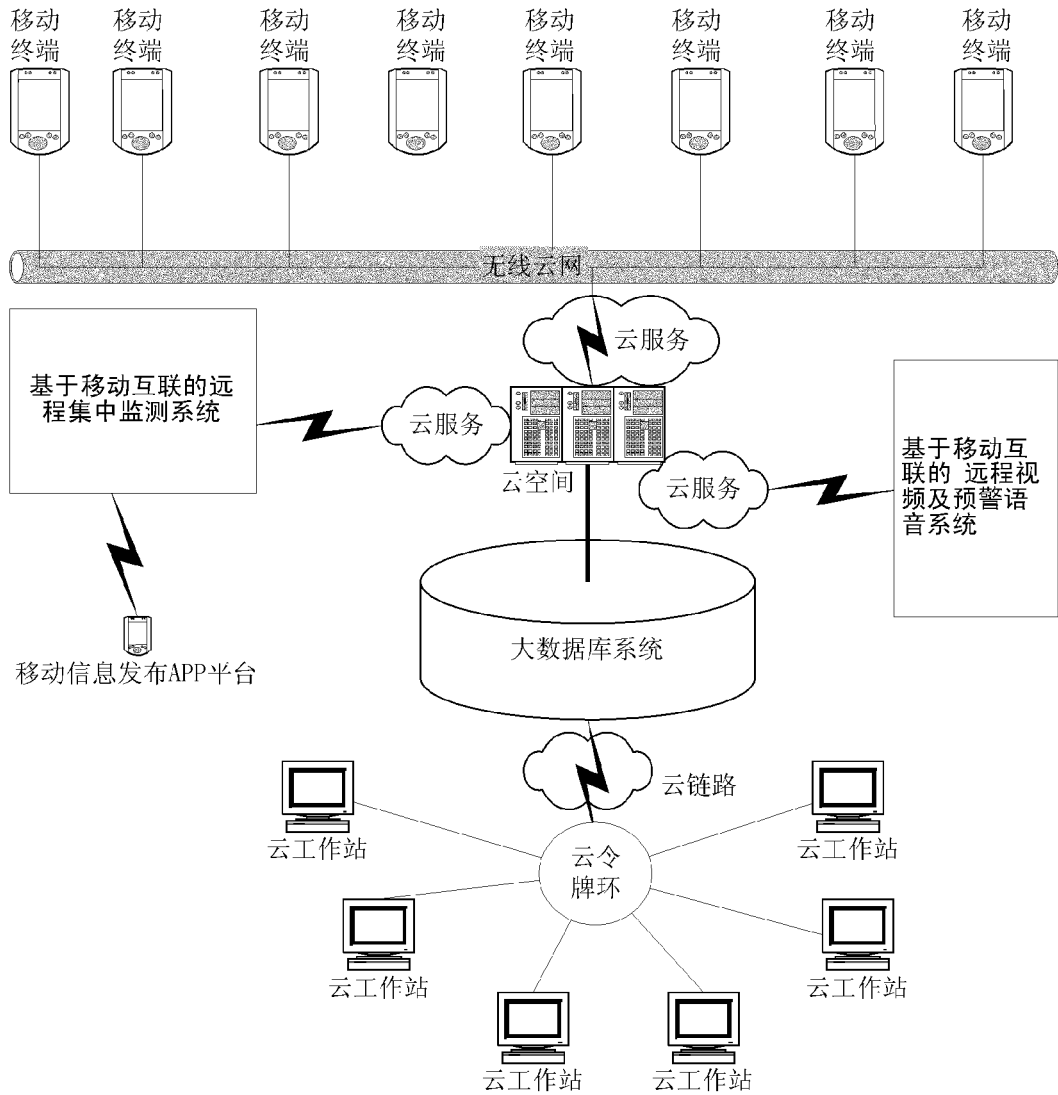 移动
终端
移动
终端
移动
终端
移动
终端
移动
终端
移动
终端
移动
终端
移动
终端
无线云网
云服务
基于移动互联的远
程集中监测系统
云服务
云空间
云服务
基于移动互
联的 远程视
频及预警语
音系统
大数据库系统
移动信息发布APP平台
云链路
云令
牌环
云工作站
云工作站
云工作站
云工作站
云工作站
云工作站